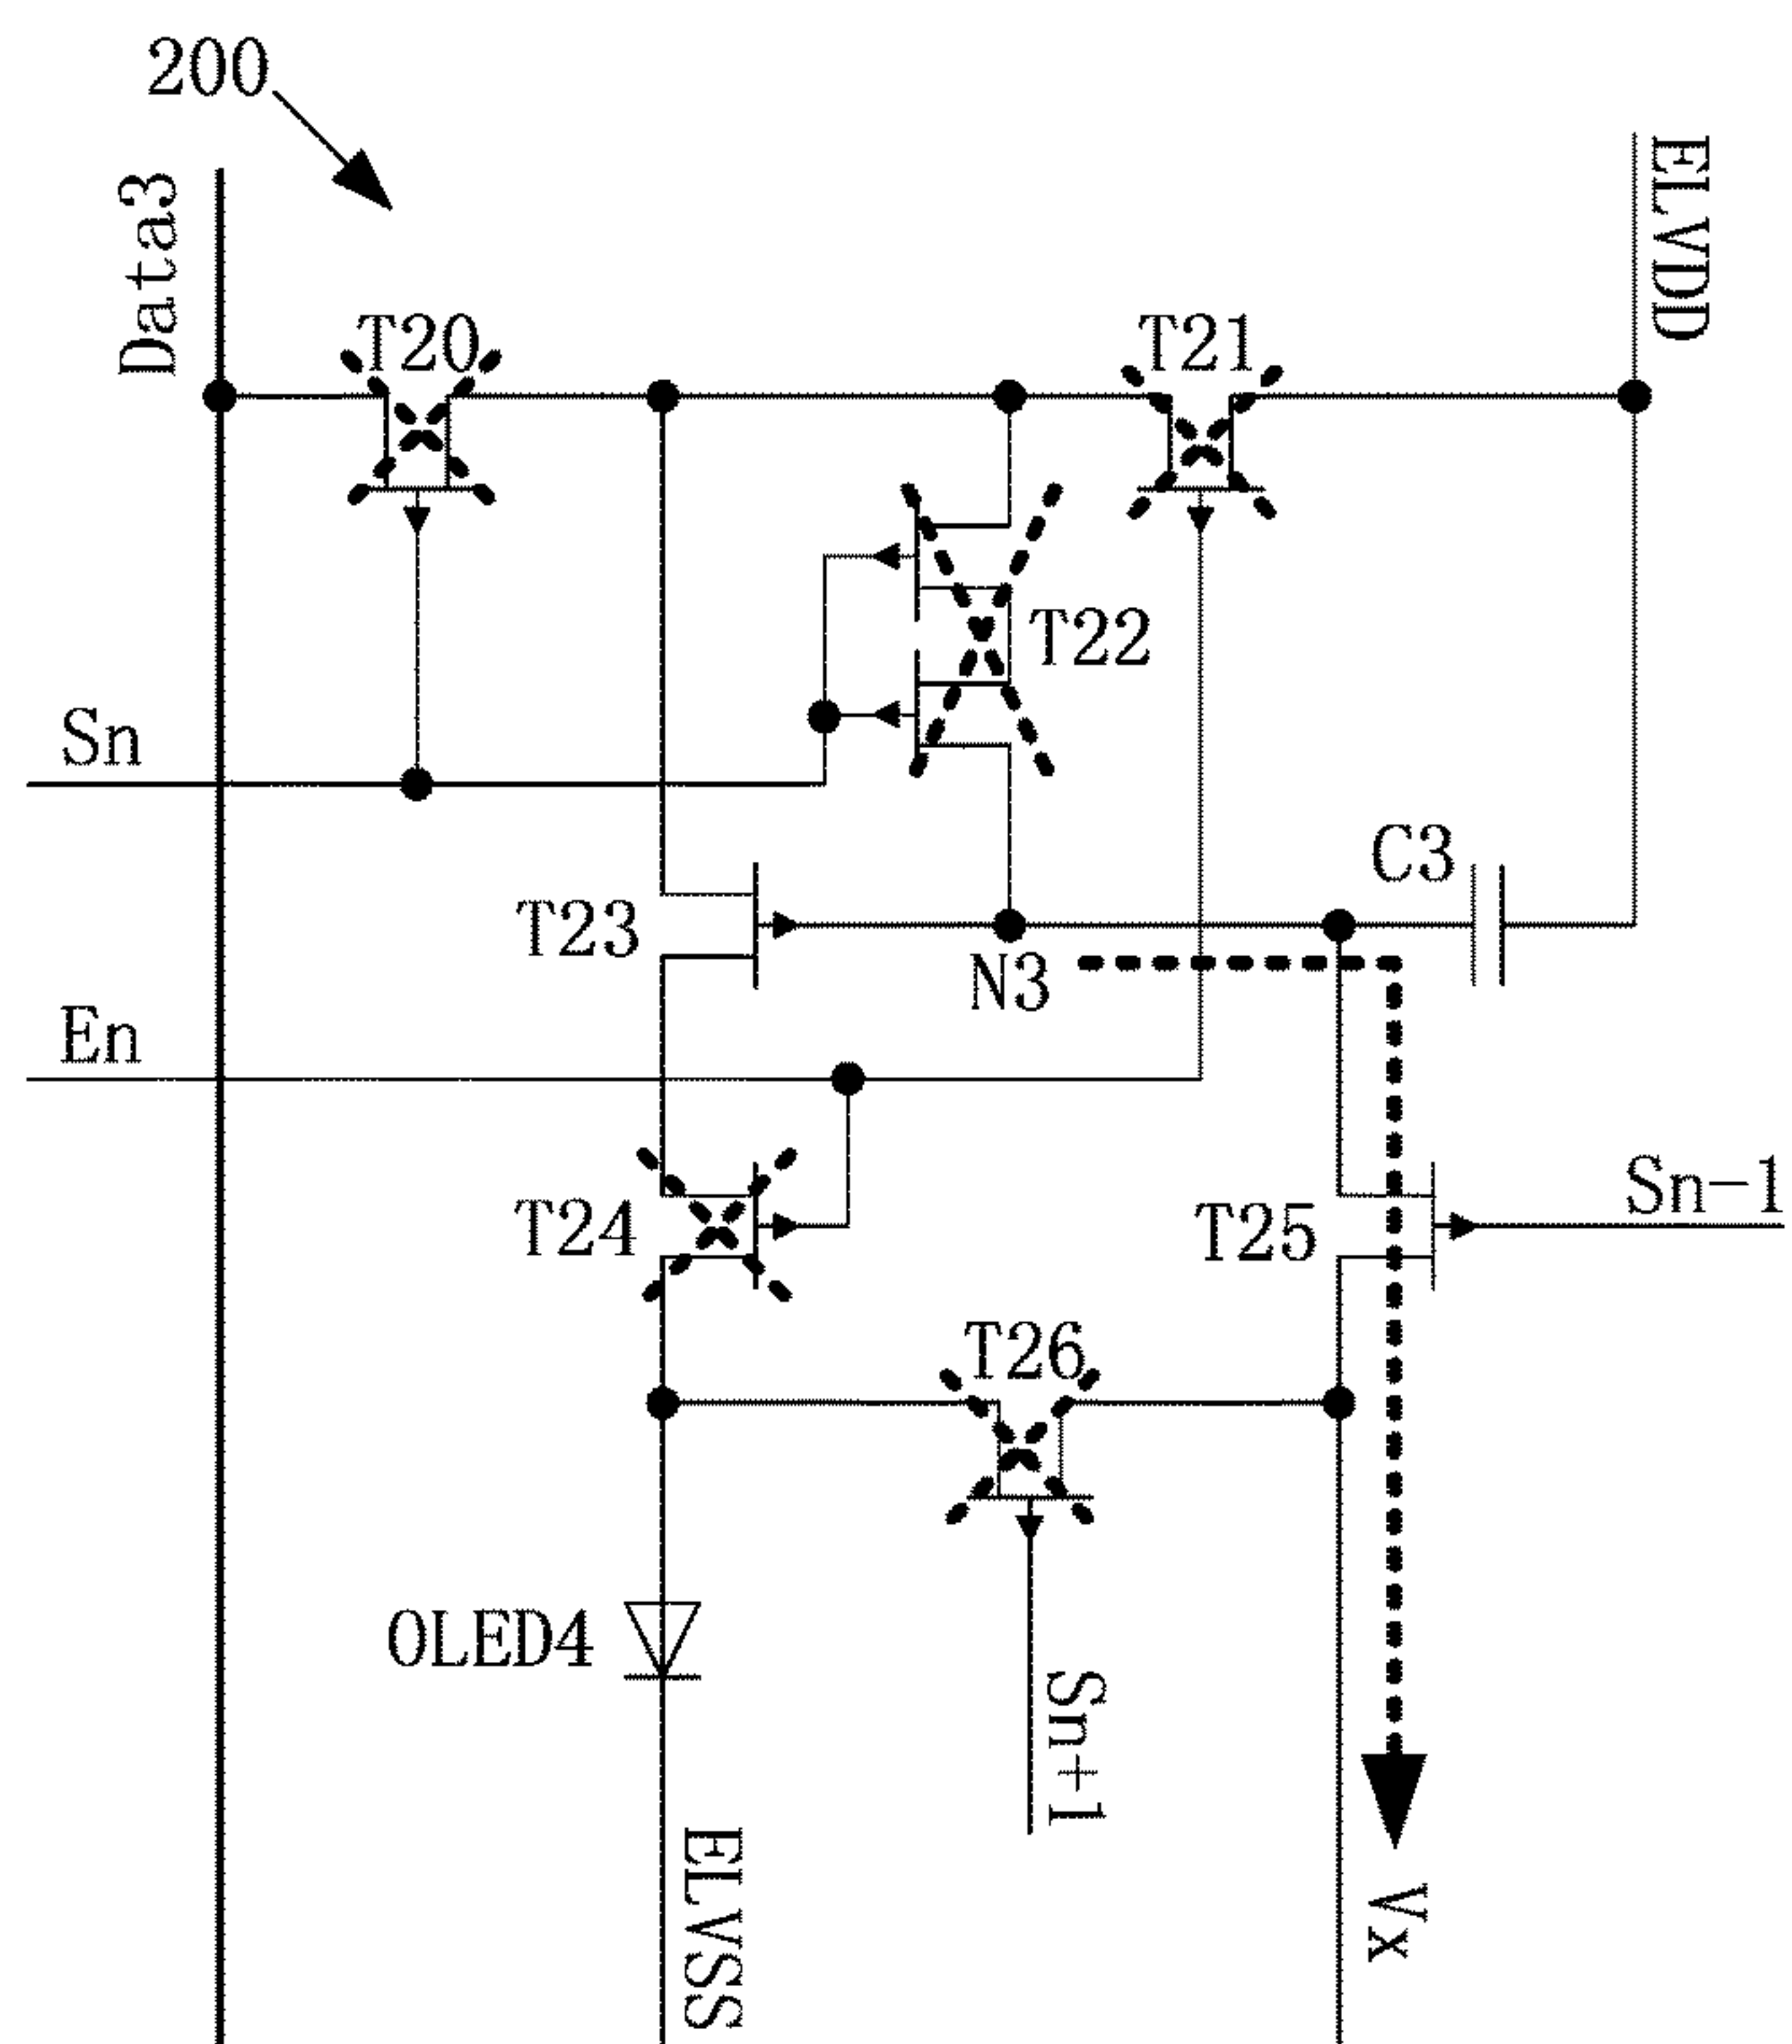 200
Data3
ELVDD
T20
T21
T22
Sn
C3
T23
N3
En
T24
T25
Sn-1
T26
OLED4
Sn+1
ELVSS
Vx